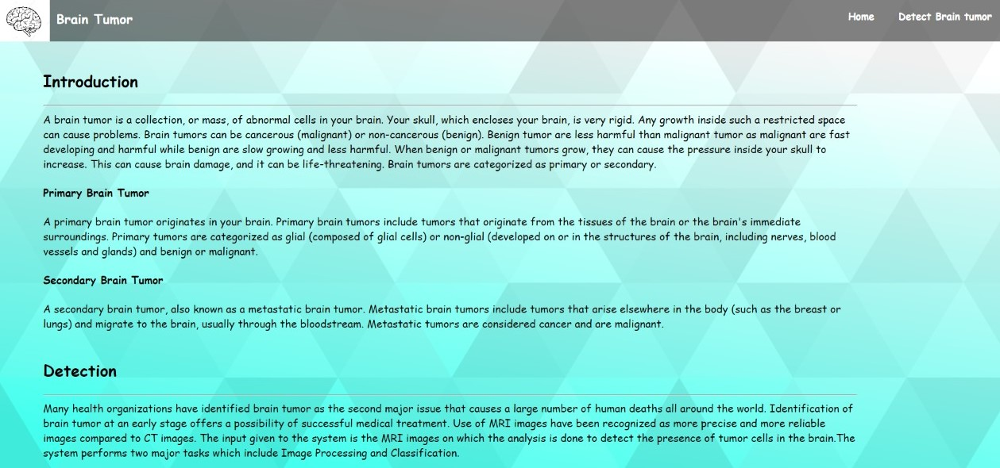 Brain Tumor
Home
Detect Brain tumor
Introduction
A brain tumor is a collection, or mass, of abnormal cells in your brain. Your skull, which encloses your brain, is very rigid. Any growth inside such a restricted space
can cause problems. Brain tumors can be cancerous (malignant) or non-cancerous (benign). Benign tumor are less harmful than malignant tumor as malignant are fast
developing and harmful while benign are slow growing and less harmful. When benign or malignant tumors grow, they can cause the pressure inside your skull to
increase. This can cause brain damage, and it can be life-threatening. Brain tumors are categorized as primary or secondary.
Primary Brain Tumor
A primary brain tumor originates in your brain. Primary brain tumors include tumors that originate from the tissues of the brain or the brain's immediate
surroundings. Primary tumors are categorized as glial (composed of glial cells) or non-glial (developed on or in the structures of the brain, including nerves, blood
vessels and glands) and benign or malignant.
Secondary Brain Tumor
A secondary brain tumor, also known as a metastatic brain tumor. Metastatic brain tumors include tumors that arise elsewhere in the body (such as the breast or
lungs) and migrate to the brain, usually through the bloodstream. Metastatic tumors are considered cancer and are malignant.
Detection
Many health organizations have identified brain tumor as the second major issue that causes a large number of human deaths all around the world. Identification of
brain tumor at an early stage offers a possibility of successful medical treatment. Use of MRI images have been recognized as more precise and more reliable
images compared to CT images. The input given to the system is the MRI images on which the analysis is done to detect the presence of tumor cells in the brain.The
system performs two major tasks which include Image Processing and Classification.